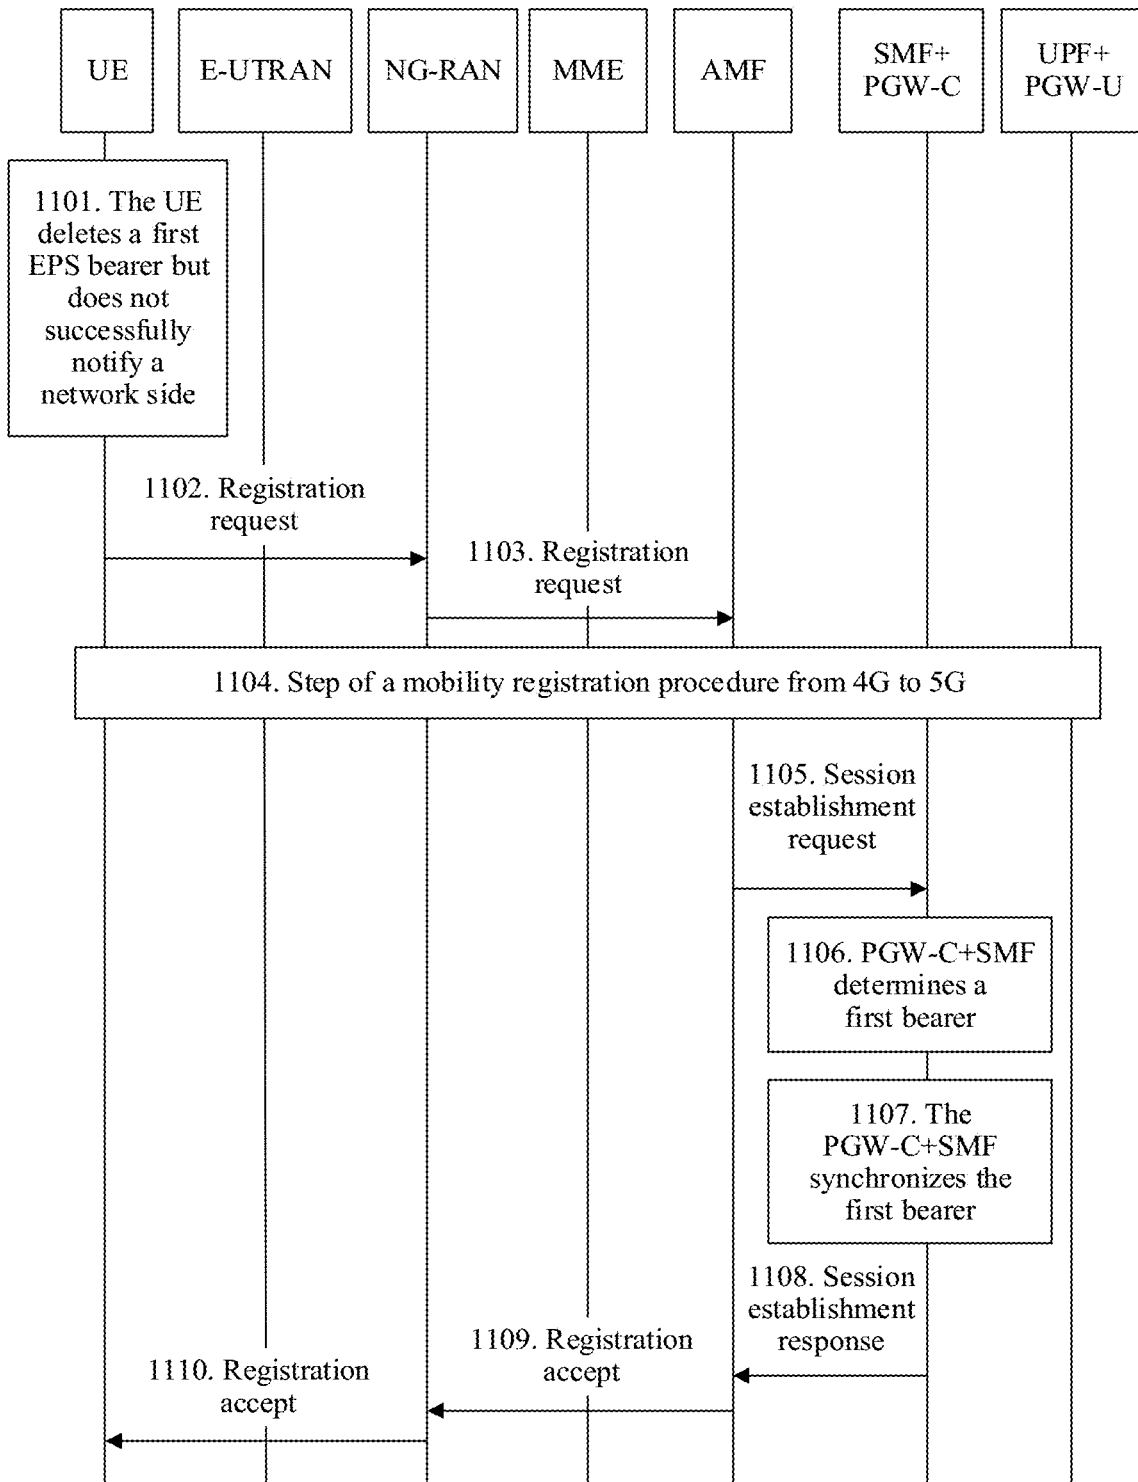 UE
E-UTRAN
NG-RAN
MME
AMF
SMF+
PGW-C
UPF+
PGW-U
1101. The UE
deletes a first
EPS bearer but
does not
successfully
notify a
network side
1102. Registration
request
1103. Registration
request
1104. Step of a mobility registration procedure from 4G to 5G
1105. Session
establishment
request
1106. PGW-C+SMF
determines a
first bearer
1107. The
PGW-C+SMF
synchronizes the
first bearer
1108. Session
establishment
response
1109. Registration
accept
1110. Registration
accept